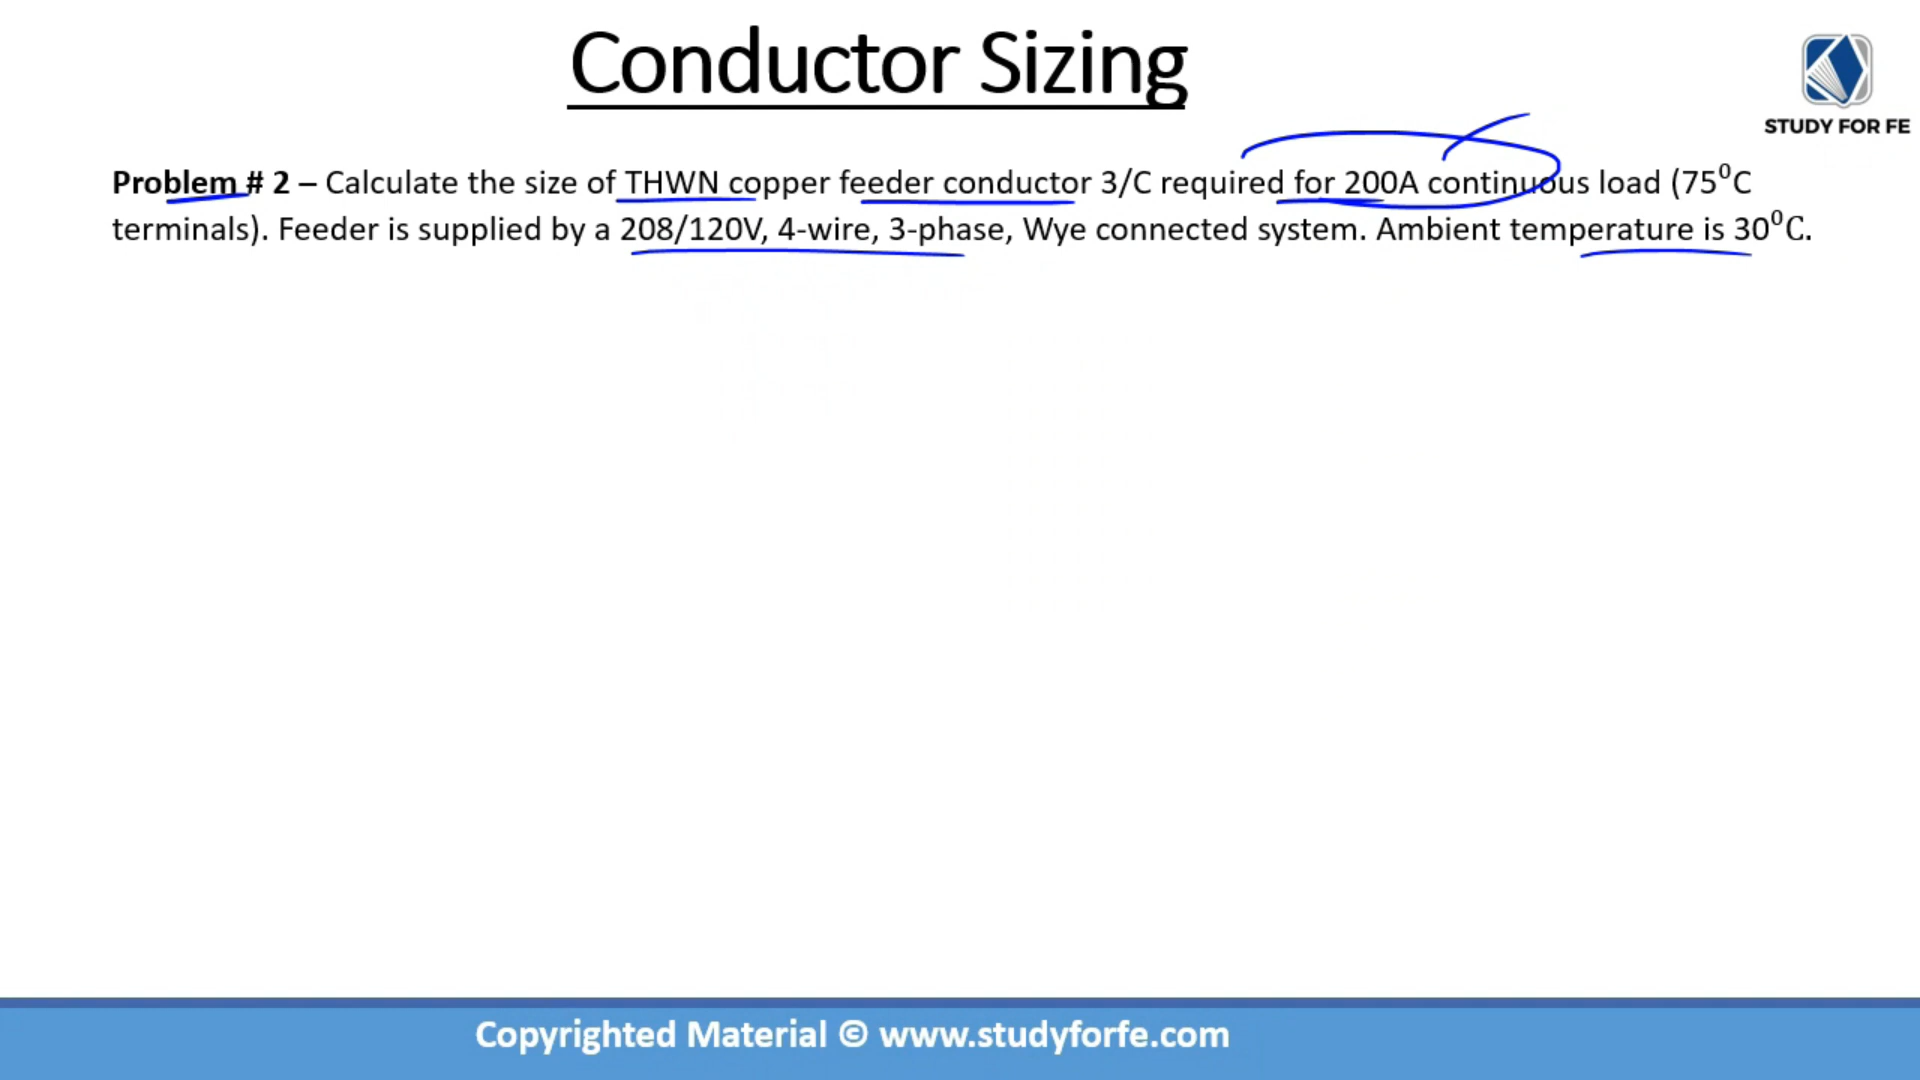 Conductor Sizing
STUDY FOR FE
Problem # 2 – Calculate the size of THWN copper feeder conductor 3/C required for 200A continuous load (75⁰C
terminals). Feeder is supplied by a 208/120V, 4-wire, 3-phase, Wye connected system. Ambient temperature is 30⁰C.
Copyrighted Material © www.studyforfe.com